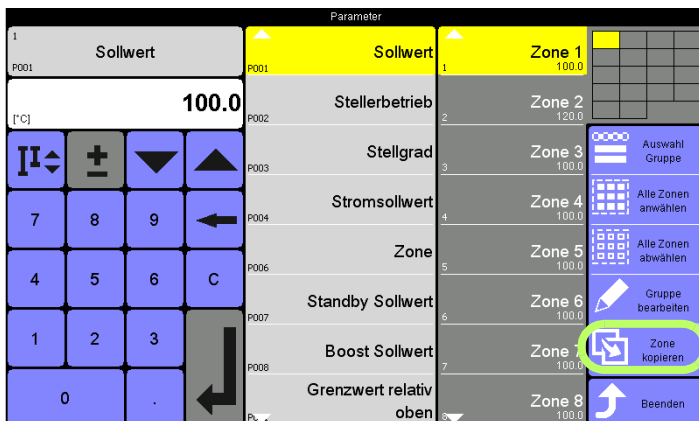 Parameter
1
Sollwert
P001
[°C]
100.0
±
7
8
9
4
5
6
C
1
2
3
0
.
Sollwert
P001
Stellerbetrieb
P002
Stellgrad
P003
Stromsollwert
P004
Zone
P006
Standby Sollwert
P007
Boost Sollwert
P008
Grenzwert relativ
oben
Zone 1
1
100.0
Zone 2
2
120.0
Zone 3
3
100.0
Zone 4
4
100.0
Zone 5
5
100.0
Zone 6
6
100.0
Zone 7
7
100.0
Zone 8
8
100.0
Auswahl
Gruppe
Alle Zonen
anwählen
Alle Zonen
abwählen
Gruppe
bearbeiten
Zone
kopieren
Beenden